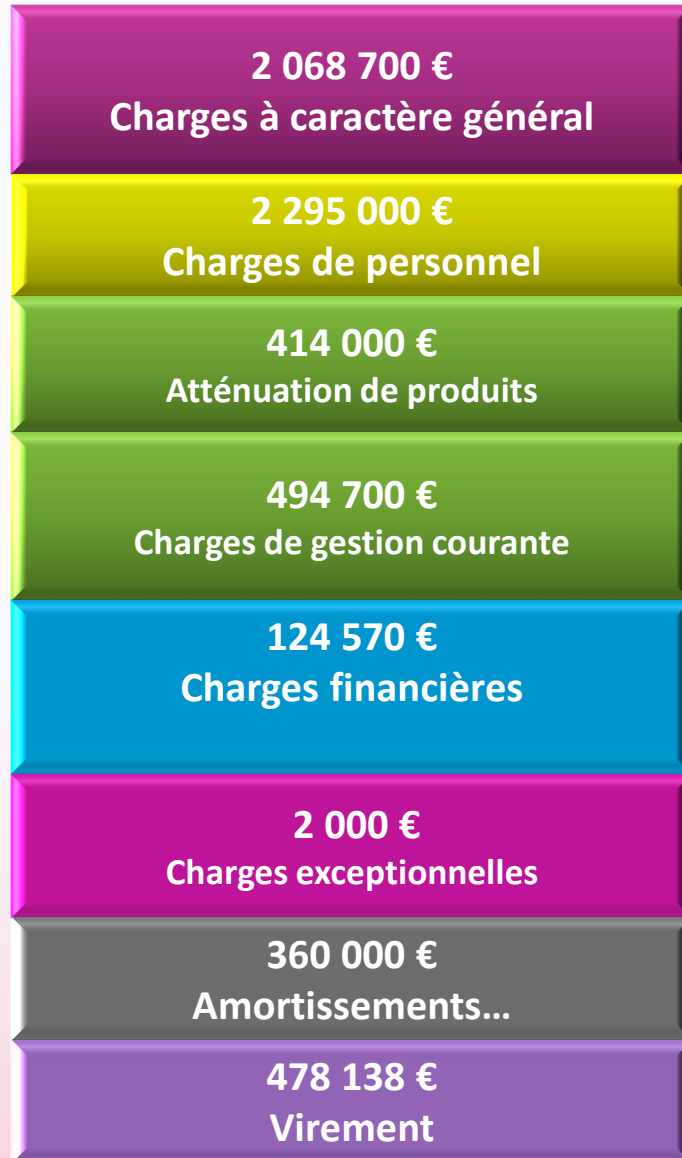 2 068 700 €
Charges à caractère général
2 295 000 €
Charges de personnel
414 000 €
Atténuation de produits
494 700 €
Charges de gestion courante
124 570 €
Charges financières
2 000 €
Charges exceptionnelles
360 000 €
Amortissements…
478 138 €
Virement